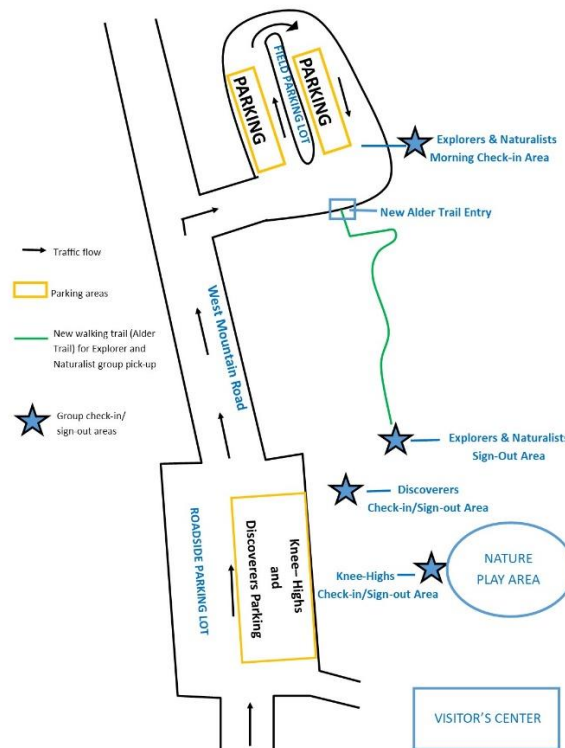 PARKING
FIELD PARKING LOT
PARKING
Explorers & Naturalists
Morning Check-in Area
New Alder Trail Entry
Traffic flow
Parking areas
New walking trail (Alder
Trail) for Explorer and
Naturalist group pick-up
Group check-in/
sign-out areas
West Mountain Road
Explorers & Naturalists
Sign-Out Area
Discoverers
Check-in/Sign-out Area
ROADSIDE PARKING LOT
Knee– Highs
and
Discoverers Parking
Knee-Highs
Check-in/Sign-out Area
NATURE
PLAY AREA
VISITOR'S CENTER